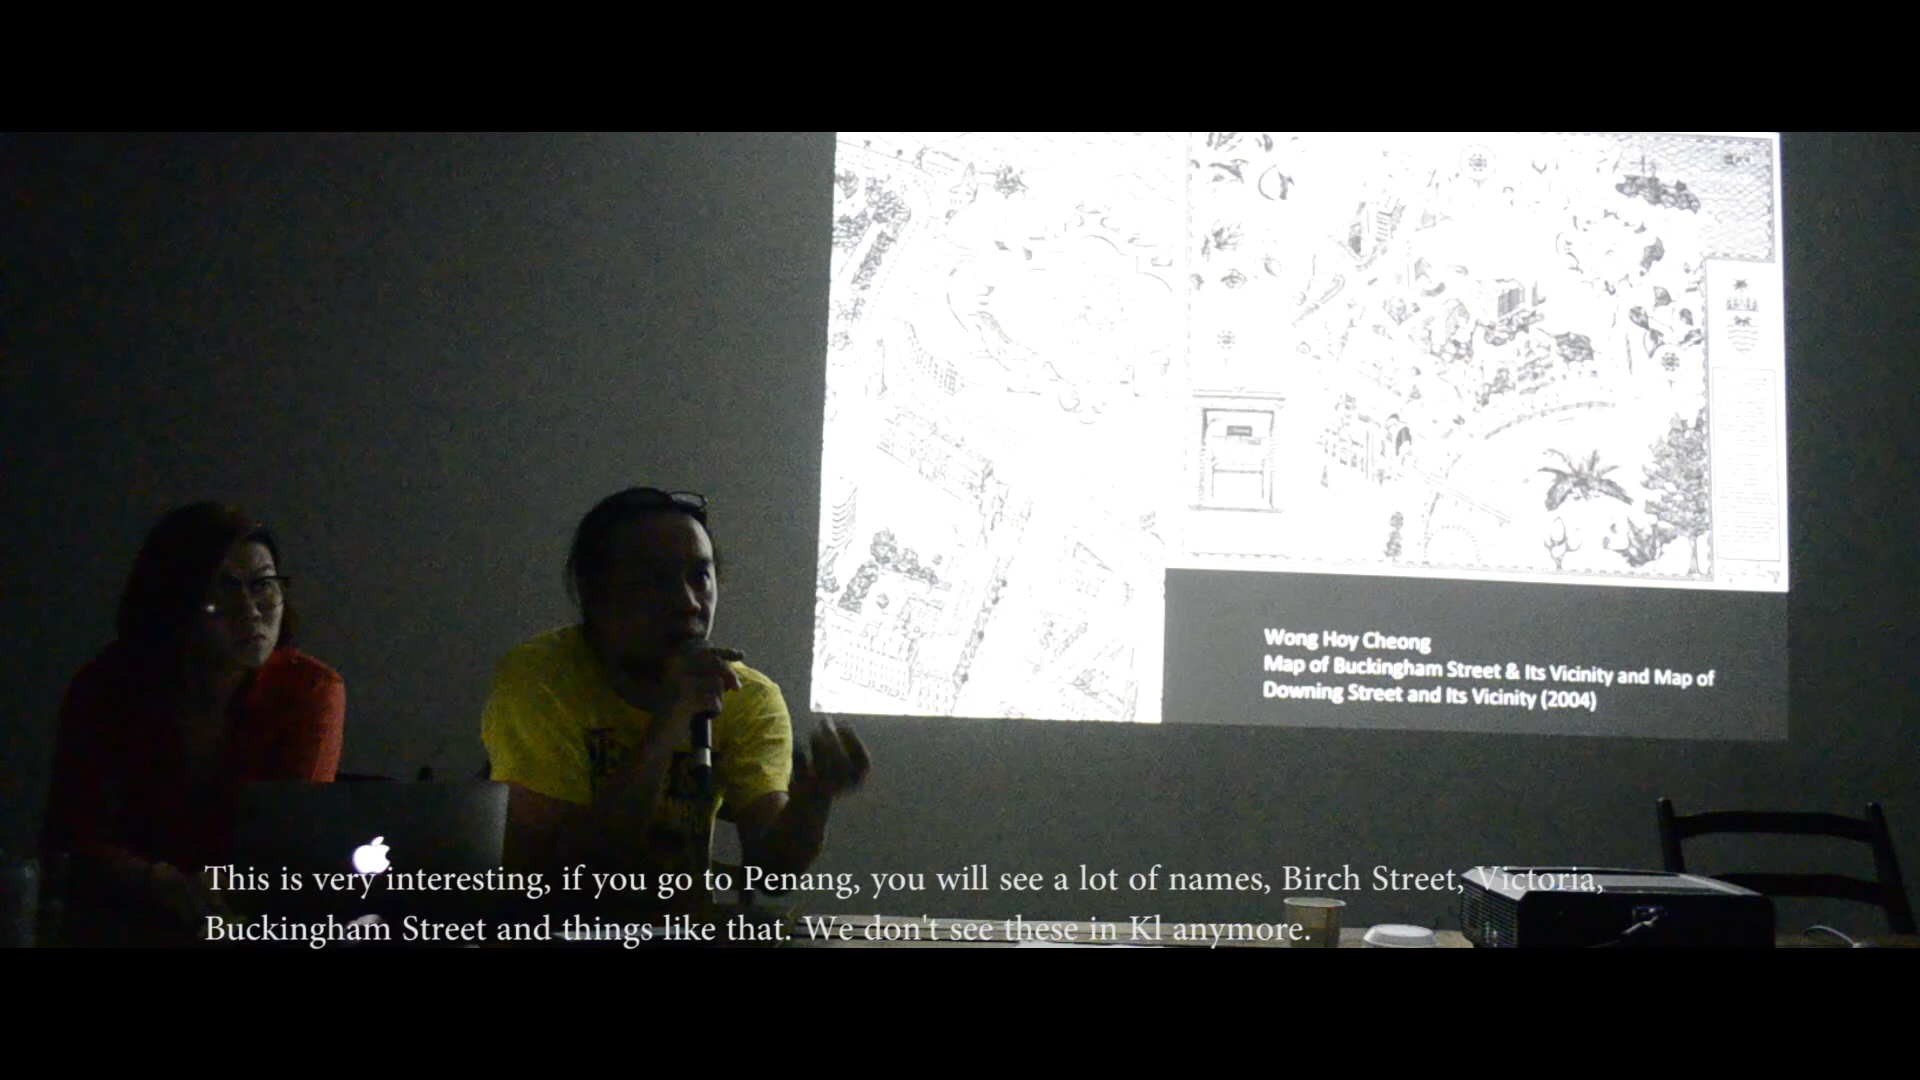 Wong Hoy Cheong
Map of Buckingham Street & Its Vicinity and Map of
Downing Street and Its Vicinity (2004)
This is very interesting, if you go to Penang, you will see a lot of names, Birch Street, Victoria,
Buckingham Street and things like that. We don't see these in Kl anymore.